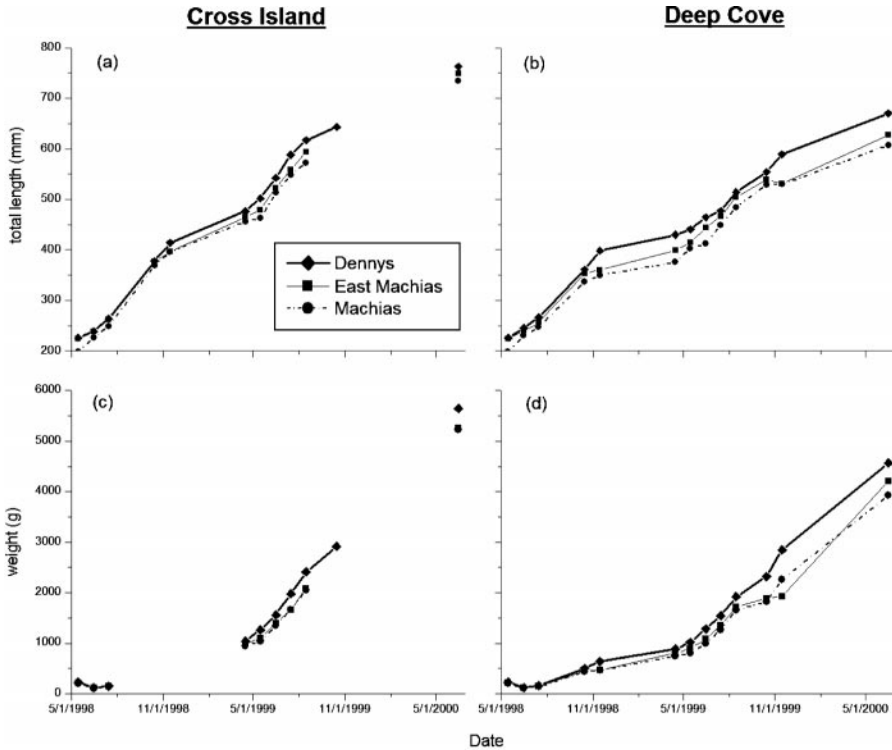 Cross Island
Deep Cove
(a)
(b)
total length (mm)
800
700
600
500
400
300
200
Dennys
East Machias
Machias
(c)
(d)
weight (g)
6000
5000
4000
3000
2000
1000
0
5/1/1998 11/1/1998 5/1/1999 11/1/1999 5/1/2000
5/1/1998 11/1/1998 5/1/1999 11/1/1999 5/1/2000
Date